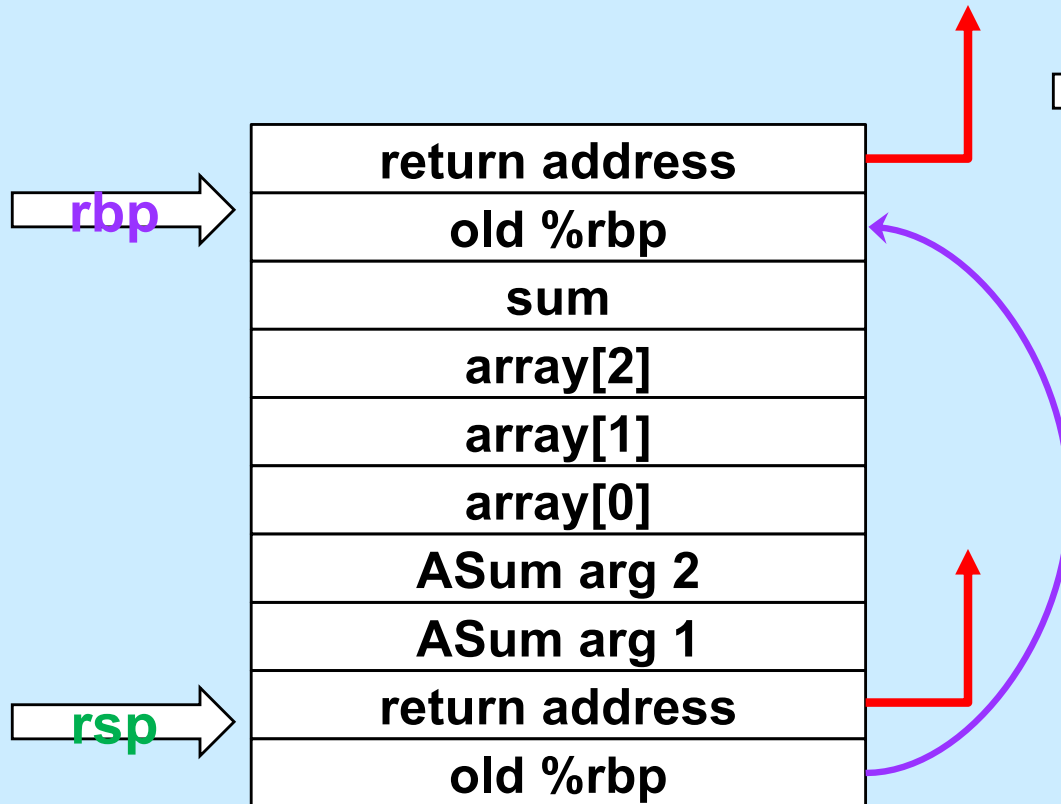 return address
rbp
old %rbp
sum
array[2]
array[1]
array[0]
ASum arg 2
ASum arg 1
return address
rsp
old %rbp